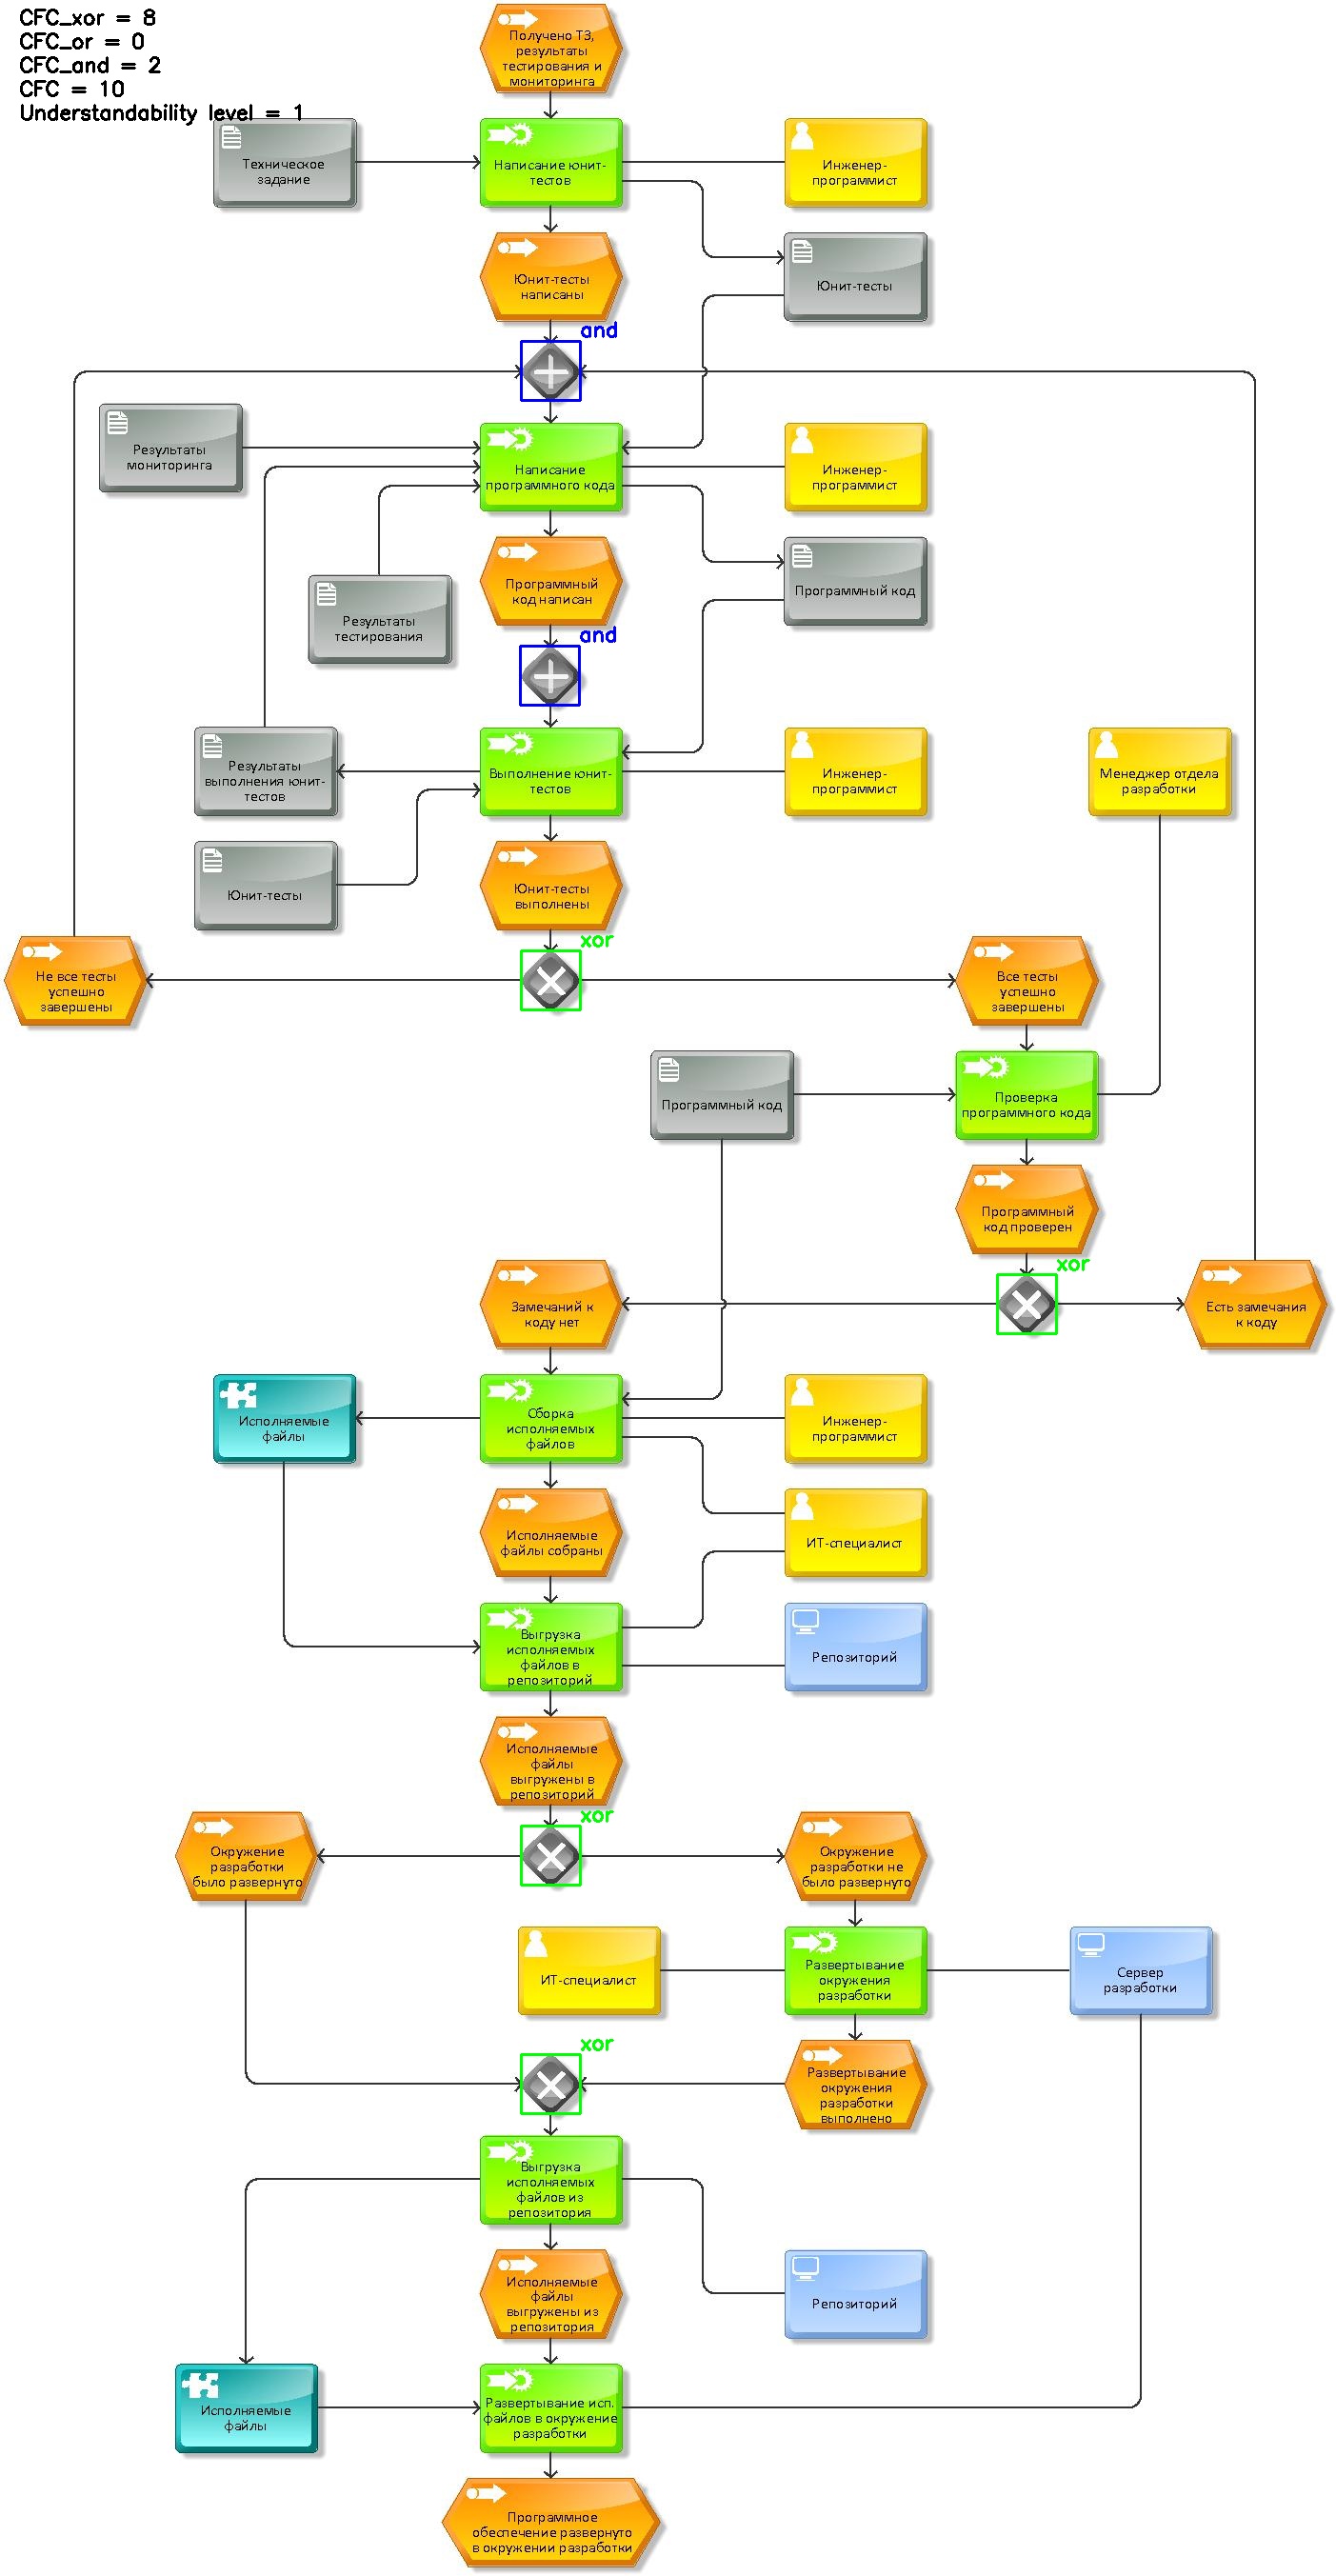 CFC_xor = 8
CFC_or = 0
CFC_and = 2
CFC = 10
Understandability level = 1
Получено ТЗ,
результаты
тестирования и
мониторинга
Техническое
задание
Написание юнит-
тестов
Инженер-
программист
Юнит-тесты
написаны
Юнит-тесты
and
Результаты
мониторинга
Написание
программного кода
Инженер-
программист
Программный
код написан
Программный код
Результаты
тестирования
and
Результаты
выполнения юнит-
тестов
Выполнение юнит-
тестов
Инженер-
программист
Менеджер отдела
разработки
Юнит-тесты
Юнит-тесты
выполнены
xor
Не все тесты
успешно
завершены
Все тесты
успешно
завершены
Программный код
Проверка
программного кода
Программный
код проверен
xor
Замечаний к
коду нет
Есть замечания
к коду
Исполняемые
файлы
Сборка
исполняемых
файлов
Инженер-
программист
Исполняемые
файлы собраны
ИТ-специалист
Выгрузка
исполняемых
файлов в
репозиторий
Репозиторий
Исполняемые
файлы
выгружены в
репозиторий
xor
Окружение
разработки
было развернуто
Окружение
разработки не
было развернуто
ИТ-специалист
Развертывание
окружения
разработки
Сервер
разработки
xor
Развертывание
окружения
разработки
выполнено
Выгрузка
исполняемых
файлов из
репозитория
Исполняемые
файлы
выгружены из
репозитория
Репозиторий
Исполняемые
файлы
Развертывание исп.
файлов в окружение
разработки
Программное
обеспечение развернуто
в окружении разработки